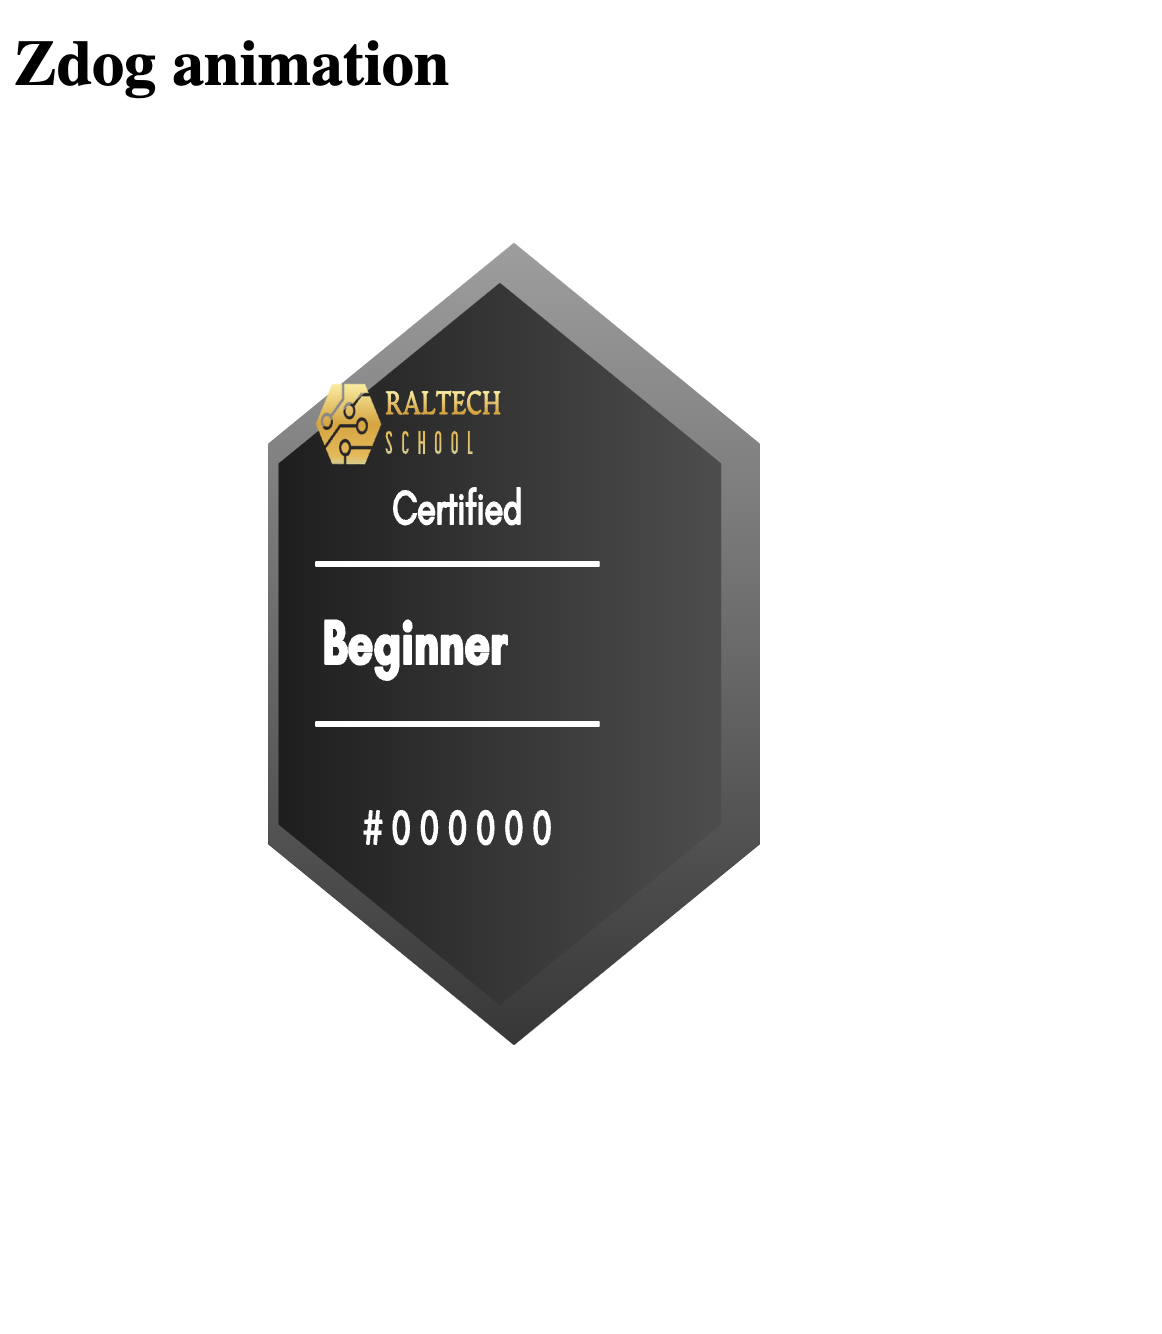 Zdog animation
RALTECH
SCHOOL
Certified
Beginner
#000000